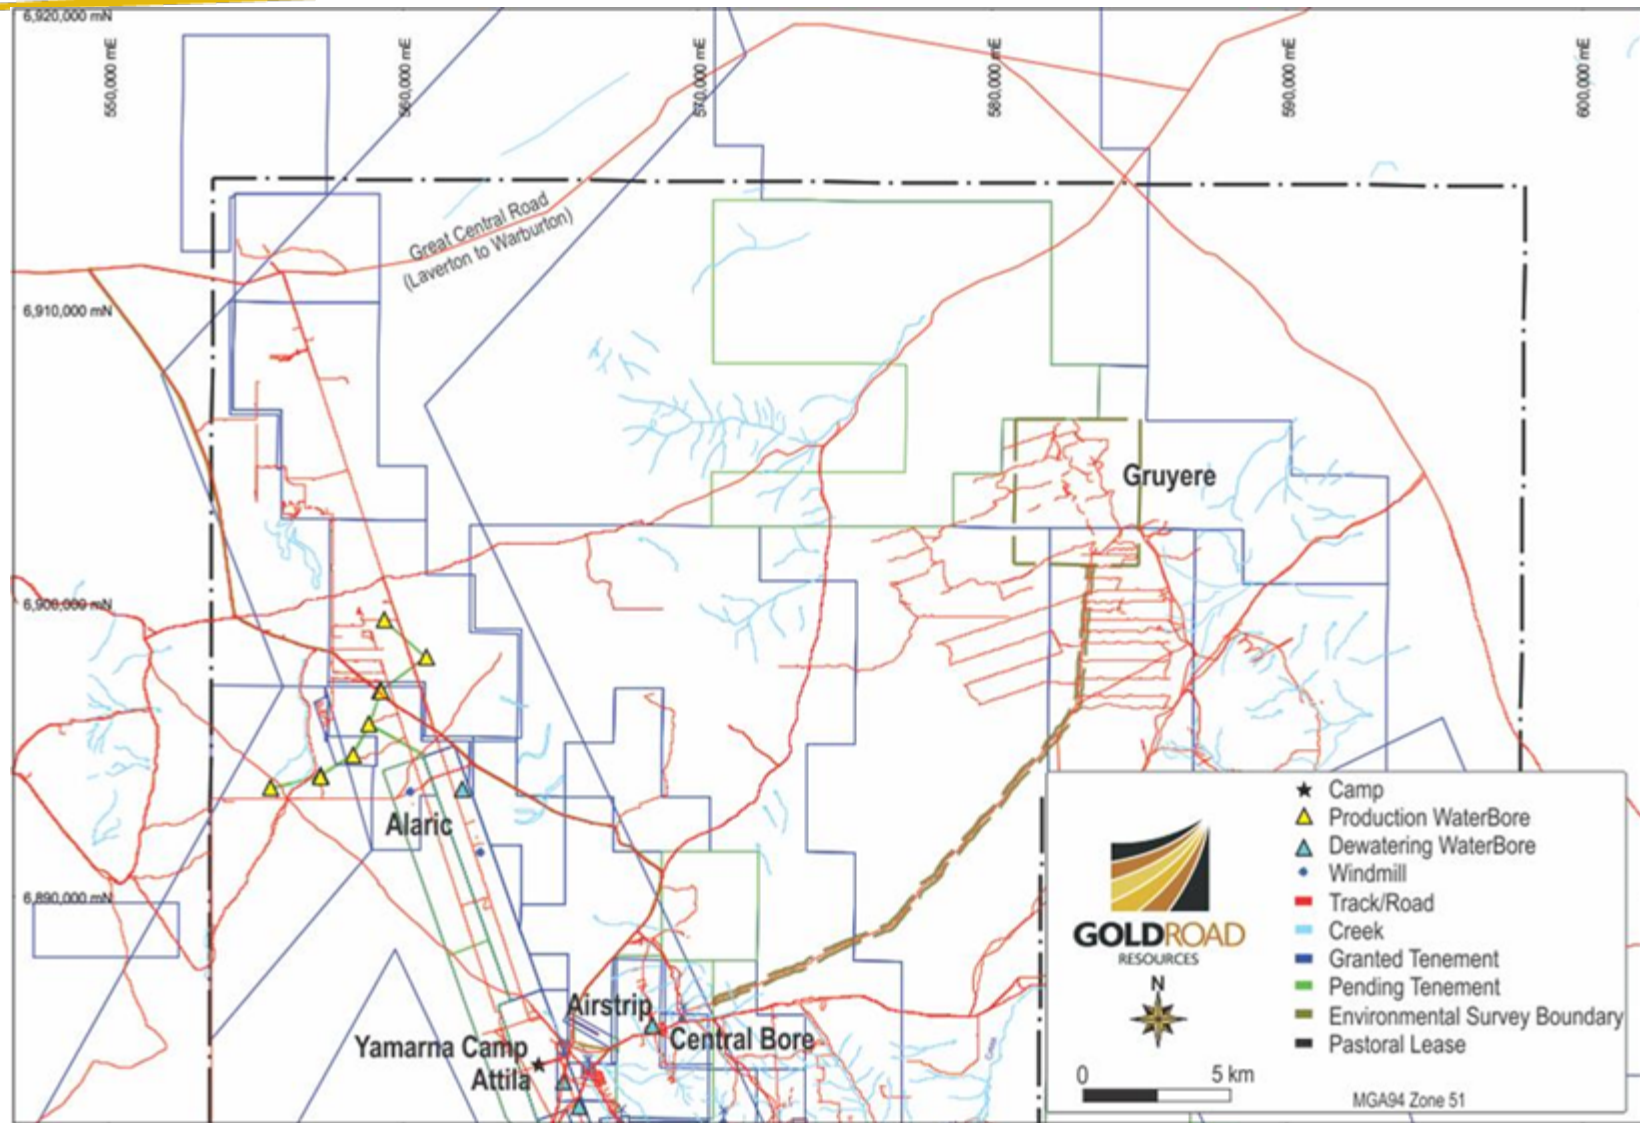 6,920,000 mN
550,000 mE
560,000 mE
570,000 mE
580,000 mE
590,000 mE
600,000 mE
Great Central Road
(Laverton to Warburton)
6,910,000 mN
Gruyere
6,900,000 mN
Alaric
6,890,000 mN
Airstrip
Central Bore
Yamarna Camp
Attila
Camp
Production WaterBore
Dewatering WaterBore
Windmill
Track/Road
Creek
Granted Tenement
Pending Tenement
Environmental Survey Boundary
Pastoral Lease
GOLDROAD
RESOURCES
N
0 5 km
MGA94 Zone 51